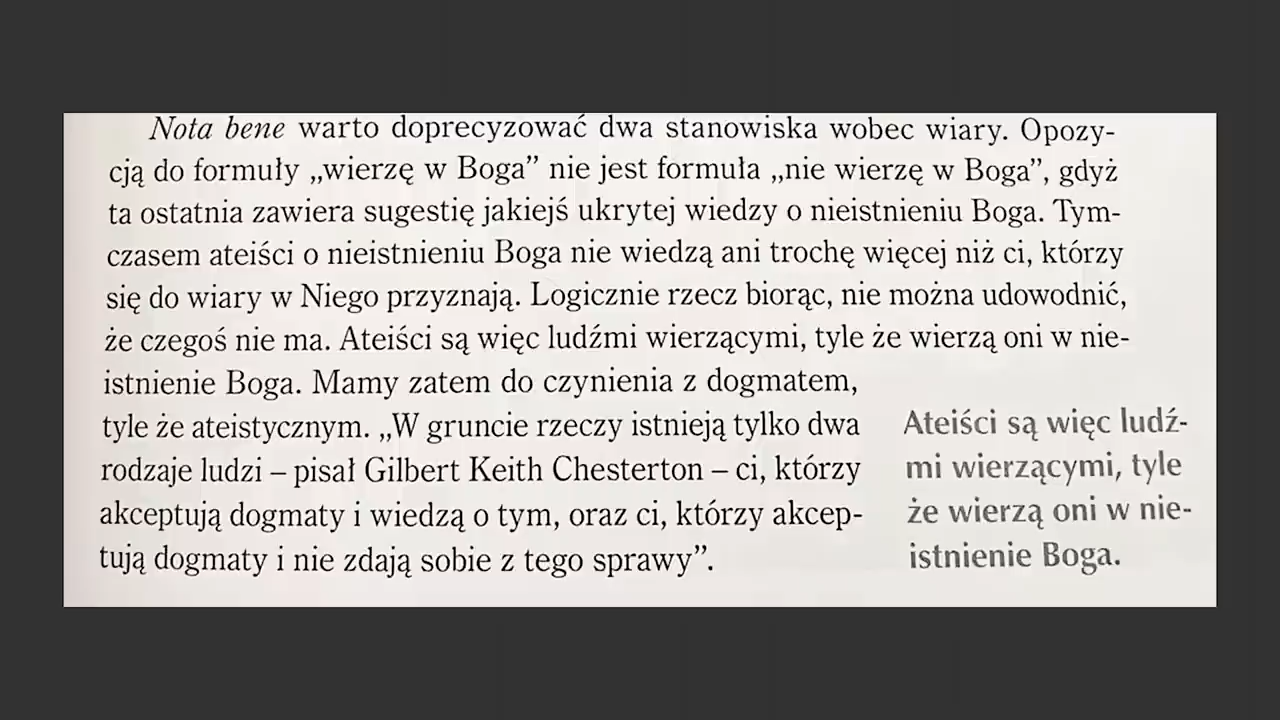 Nota bene warto doprecyzować dwa stanowiska wobec wiary. Opozy-
cją do formuły „wierzę w Boga” nie jest formuła „nie wierzę w Boga”, gdyż
ta ostatnia zawiera sugestię jakiejś ukrytej wiedzy o nieistnieniu Boga. Tym-
czasem ateiści o nieistnieniu Boga nie wiedzą ani trochę więcej niż ci, którzy
się do wiary w Niego przyznają. Logicznie rzecz biorąc, nie można udowodnić,
że czegoś nie ma. Ateiści są więc ludźmi wierzącymi, tyle że wierzą oni w nie-
istnienie Boga. Mamy zatem do czynienia z dogmatem,
tyle że ateistycznym. „W gruncie rzeczy istnieją tylko dwa
rodzaje ludzi – pisał Gilbert Keith Chesterton – ci, którzy
akceptują dogmaty i wiedzą o tym, oraz ci, którzy akcep-
tują dogmaty i nie zdają sobie z tego sprawy”.
Ateiści są więc ludź-
mi wierzącymi, tyle
że wierzą oni w nie-
istnienie Boga.